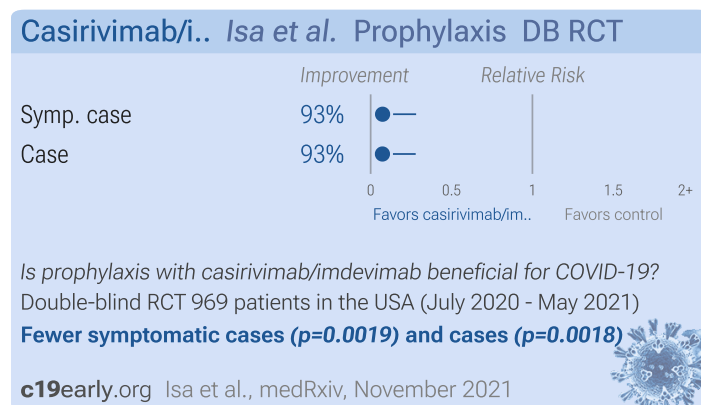 Casirivimab/i.. Isa et al. Prophylaxis DB RCT
Improvement Relative Risk
Symp. case 93%
Case 93%
0 0.5 1 1.5 2+
Favors casirivimab/im.. Favors control
Is prophylaxis with casirivimab/imdevimab beneficial for COVID-19?
Double-blind RCT 969 patients in the USA (July 2020 - May 2021)
Fewer symptomatic cases (p=0.0019) and cases (p=0.0018)
c19early.org Isa et al., medRxiv, November 2021